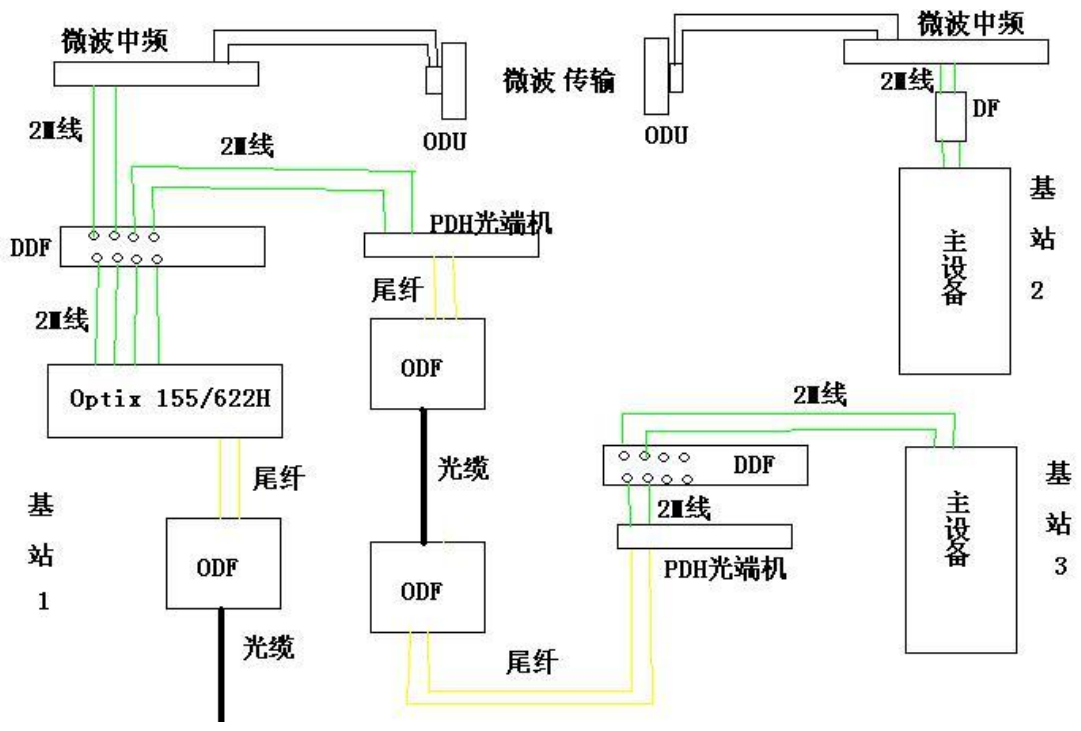 微波中频
2M线
ODU
微波 传输
ODU
微波中频
2M线
DF
2M线
DDF
PDH光端机
基站2
主设备
尾纤
2M线
Optix 155/622H
ODF
2M线
尾纤
光缆
DDF
2M线
基站1
ODF
ODF
PDH光端机
主设备
基站3
光缆
尾纤